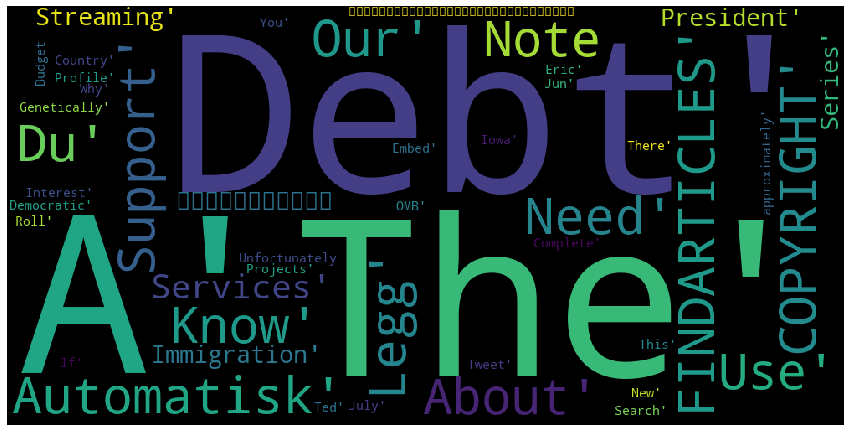 Streaming'
You'
▯▯▯▯▯▯▯▯▯▯▯▯▯▯▯▯▯▯▯▯▯▯▯▯▯▯▯▯▯▯
President'
Our'
Note
Debt'
Budget
Country'
Profile'
Why'
Eric'
Jun'
Series'
Genetically'
Du'
Support'
Embed'
Iowa'
There'
FINDARTICLES'
COPYRIGHT'
approximately'
Interest'
Democratic'
Roll'
▯▯▯▯▯▯▯▯▯▯▯
OVB'
Need'
A'
The'
Complete'
Unfortunately
Projects'
Services'
Legg'
Know'
Immigration'
If'
Tweet'
This'
Use'
Automatisk'
Ted'
July'
About'
New'
Search'